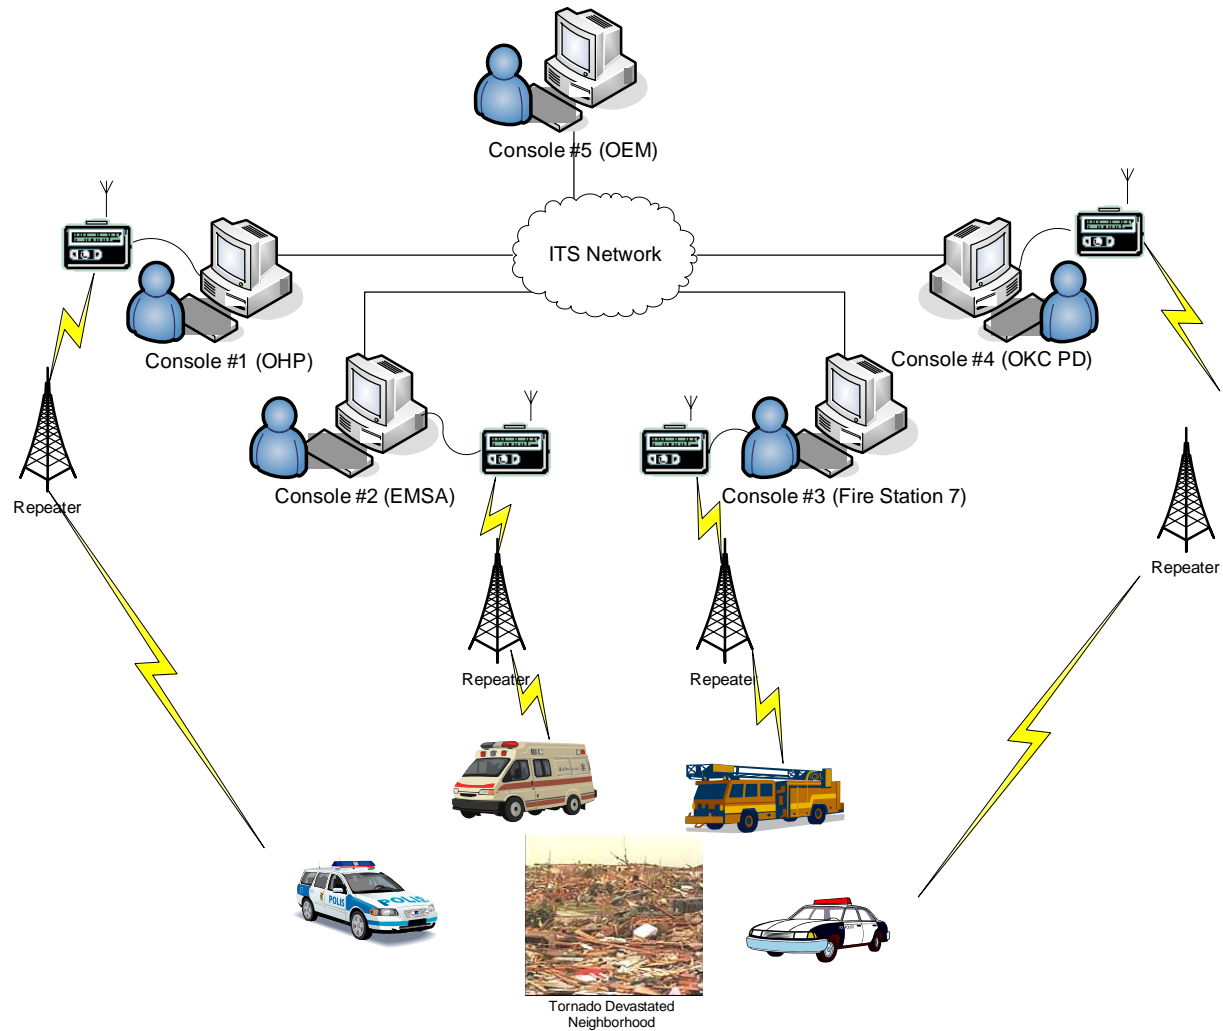 Console #5 (OEM)
ITS Network
Console #1 (OHP)
Console #4 (OKC PD)
Console #2 (EMSA)
Console #3 (Fire Station 7)
Repeater
Repeater
Repeater
Repeate
POLIS
POLIS
Tornado Devastated
Neighborhood